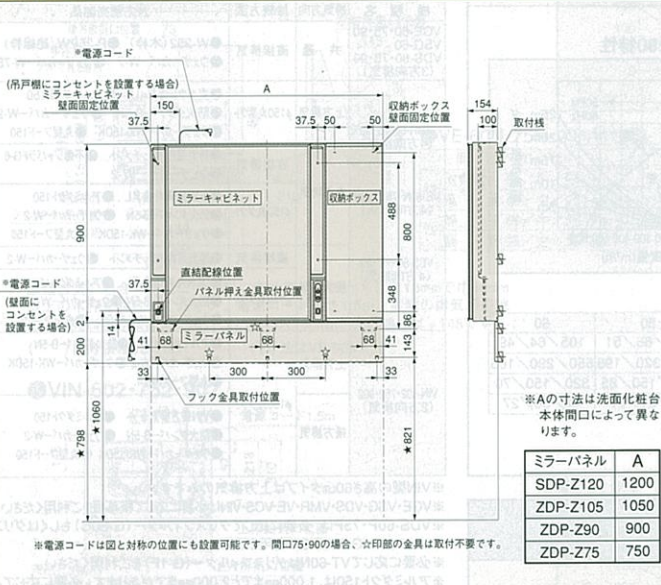 *電源コード
(吊戸棚にコンセントを設置する場合)
ミラーキャビネット
壁面固定位置
A
収納ボックス
壁面固定位置
150
37.5
37.5 50
50
154
100
取付桟
ミラーキャビネット
収納ボックス
900
488
800
348
86
143
直結配線位置
パネル押え金具取付位置
37.5
*電源コード
(壁面に
コンセントを
設置する場合)
2
14
200
ミラーパネル
41
68
68
68
41
☆
☆
☆
33
300
300
33
フック金具取付位置
★798
★1060
★821
※Aの寸法は洗面化粧台
本体間口によって異な
ります。
ミラーパネル A
SDP-Z120 1200
ZDP-Z105 1050
ZDP-Z90 900
ZDP-Z75 750
※電源コードは図と対称の位置にも設置可能です。間口75・90の場合、☆印部の金具は取付不要です。